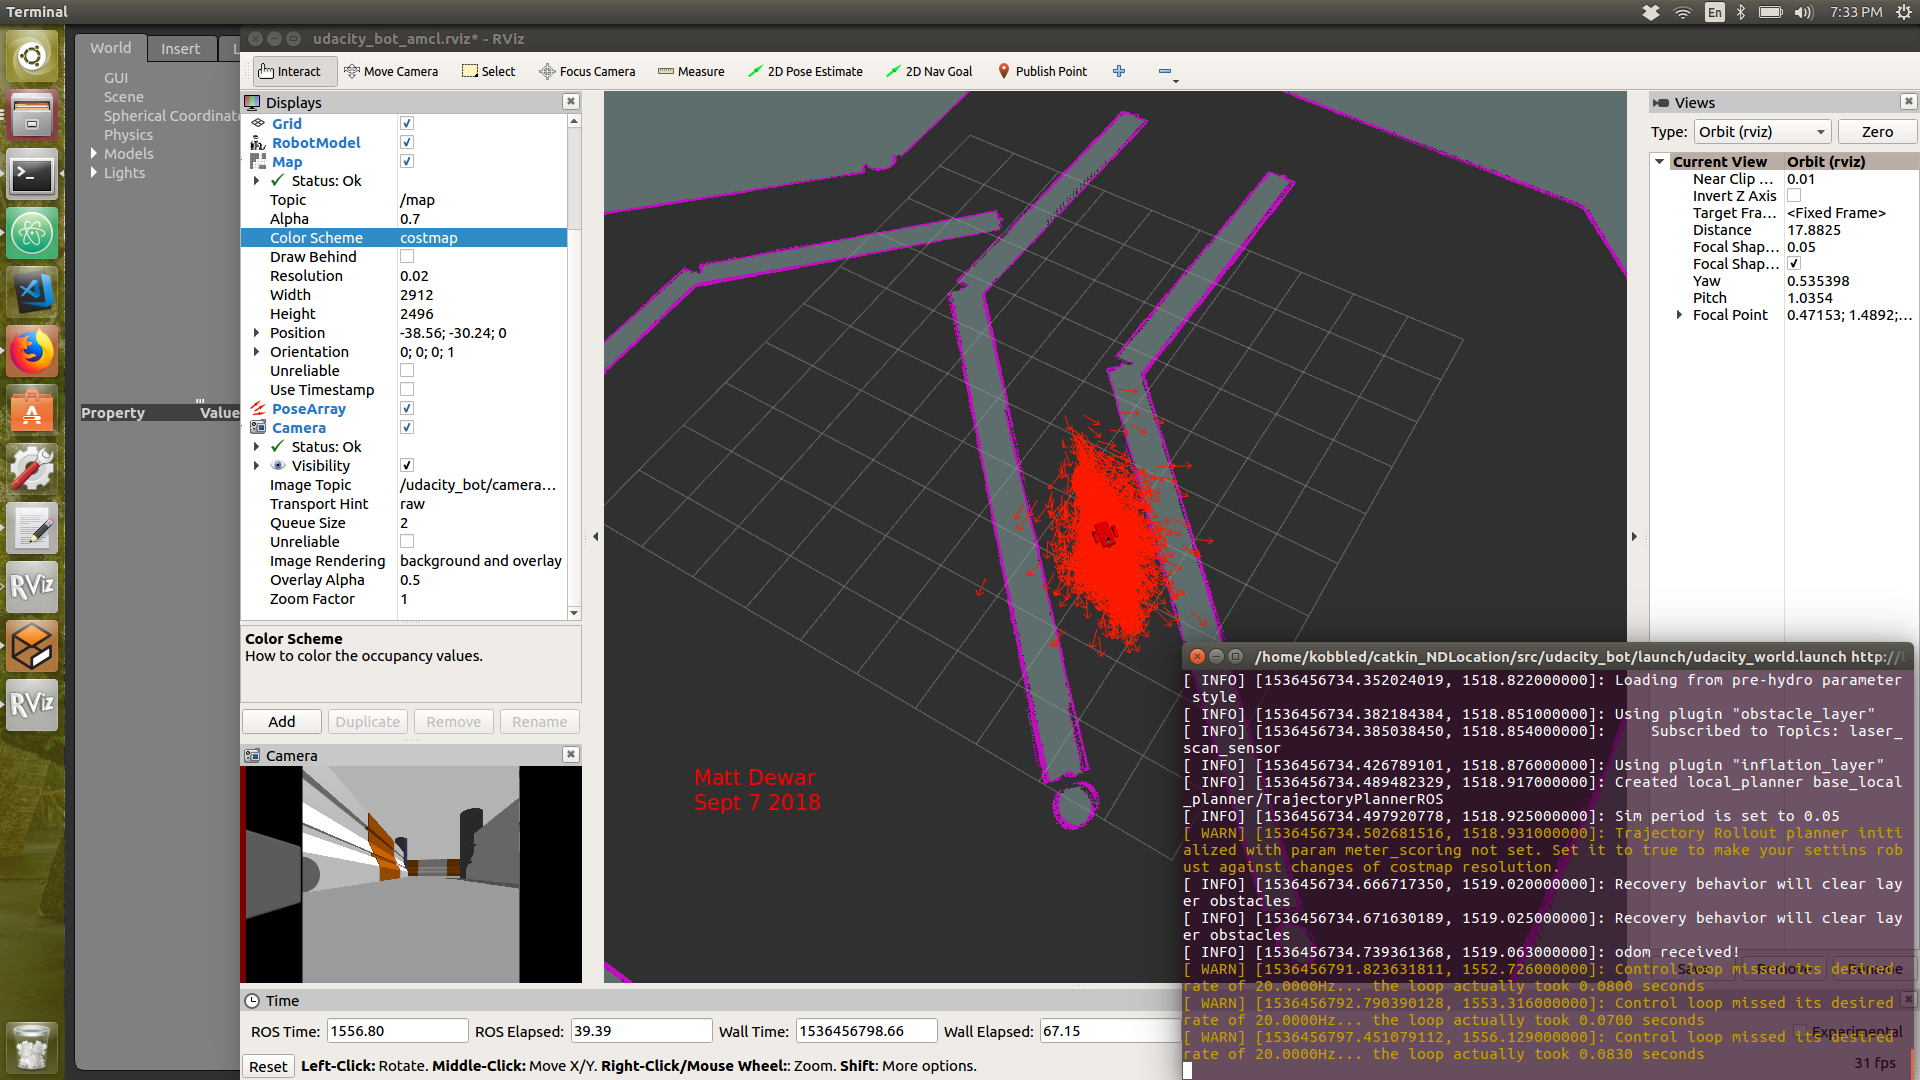 Terminal
En
7:33 PM
World
Insert
GUI
Scene
Spherical Coordinat
Physics
Models
Lights
Property Value
udacity_bot_amcl.rviz* - RViz
Interact
Move Camera
Select
Focus Camera
Measure
2D Pose Estimate
2D Nav Goal
Publish Point
Displays
Grid
RobotModel
Map
Status: Ok
Topic /map
Alpha 0.7
Color Scheme costmap
Draw Behind
Resolution 0.02
Width 2912
Height 2496
Position -38.56; -30.24; 0
Orientation 0; 0; 0; 1
Unreliable
Use Timestamp
PoseArray
Camera
Status: Ok
Visibility
Image Topic /udacity_bot/camera...
Transport Hint raw
Queue Size 2
Unreliable
Image Rendering background and overlay
Overlay Alpha 0.5
Zoom Factor 1
Color Scheme
How to color the occupancy values.
Add
Duplicate
Remove
Rename
Camera
Matt Dewar
Sept 7 2018
Views
Type: Orbit (rviz) Zero
Current View Orbit (rviz)
Near Clip ... 0.01
Invert Z Axis
Target Fra... <Fixed Frame>
Distance 17.8825
Focal Shap... 0.05
Focal Shap...
Yaw 0.535398
Pitch 1.0354
Focal Point 0.47153; 1.4892;...
/home/kobbled/catkin_NDLocation/src/udacity_bot/launch/udacity_world.launch http://
[ INFO] [1536456734.352024019, 1518.822000000]: Loading from pre-hydro parameter
style
[ INFO] [1536456734.382184384, 1518.851000000]: Using plugin "obstacle_layer"
[ INFO] [1536456734.385038450, 1518.854000000]: Subscribed to Topics: laser_
scan_sensor
[ INFO] [1536456734.426789101, 1518.876000000]: Using plugin "inflation_layer"
[ INFO] [1536456734.489482329, 1518.917000000]: Created local_planner base_local
_planner/TrajectoryPlannerROS
[ INFO] [1536456734.497920778, 1518.925000000]: Sim period is set to 0.05
[ WARN] [1536456734.502681516, 1518.931000000]: Trajectory Rollout planner initi
alized with param meter_scoring not set. Set it to true to make your settins rob
ust against changes of costmap resolution.
[ INFO] [1536456734.666717350, 1519.020000000]: Recovery behavior will clear lay
er obstacles
[ INFO] [1536456734.671630189, 1519.025000000]: Recovery behavior will clear lay
er obstacles
[ INFO] [1536456734.739361368, 1519.063000000]: odom received!
[ WARN] [1536456791.823631811, 1552.726000000]: Control loop missed its desired
rate of 20.0000Hz... the loop actually took 0.0800 seconds
[ WARN] [1536456792.790390128, 1553.316000000]: Control loop missed its desired
rate of 20.0000Hz... the loop actually took 0.0700 seconds
[ WARN] [1536456797.451079112, 1556.129000000]: Control loop missed its desired
rate of 20.0000Hz... the loop actually took 0.0830 seconds
Experimental
31 fps
Time
ROS Time: 1556.80 ROS Elapsed: 39.39 Wall Time: 1536456798.66 Wall Elapsed: 67.15
Reset Left-Click: Rotate. Middle-Click: Move X/Y. Right-Click/Mouse Wheel:: Zoom. Shift: More options.
RViz
RViz